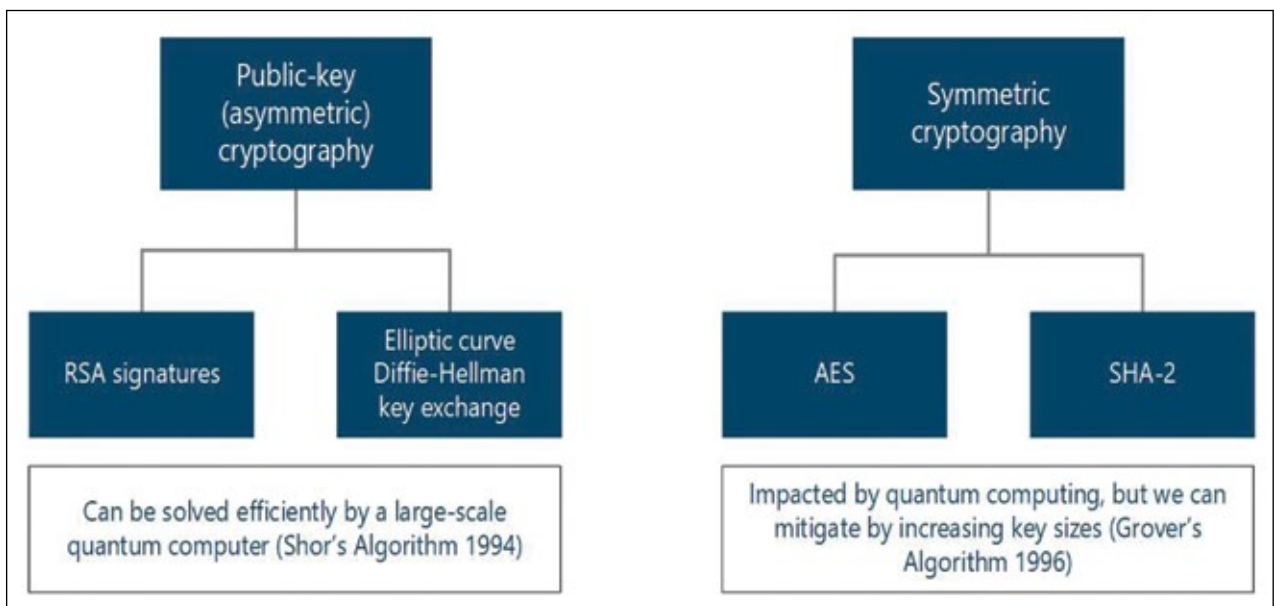 Public-key
(asymmetric)
cryptography
Symmetric
cryptography
RSA signatures
Elliptic curve
Diffie-Hellman
key exchange
AES
SHA-2
Can be solved efficiently by a large-scale
quantum computer (Shor's Algorithm 1994)
Impacted by quantum computing, but we can
mitigate by increasing key sizes (Grover's
Algorithm 1996)